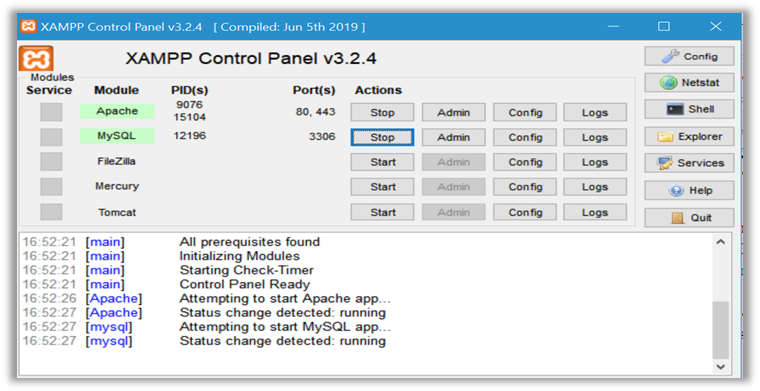 XAMPP Control Panel v3.2.4 [ Compiled: Jun 5th 2019 ]
XAMPP Control Panel v3.2.4
Config
Modules
Service Module PID(s) Port(s) Actions
Netstat
Apache 9076 15104 80, 443 Stop Admin Config Logs
Shell
MySQL 12196 3306 Stop Admin Config Logs
Explorer
FileZilla Start Admin Config Logs
Services
Mercury Start Admin Config Logs
Help
Tomcat Start Admin Config Logs
Quit
16:52:21 [main] All prerequisites found
16:52:21 [main] Initializing Modules
16:52:21 [main] Starting Check-Timer
16:52:21 [main] Control Panel Ready
16:52:26 [Apache] Attempting to start Apache app...
16:52:27 [Apache] Status change detected: running
16:52:27 [mysql] Attempting to start MySQL app...
16:52:27 [mysql] Status change detected: running